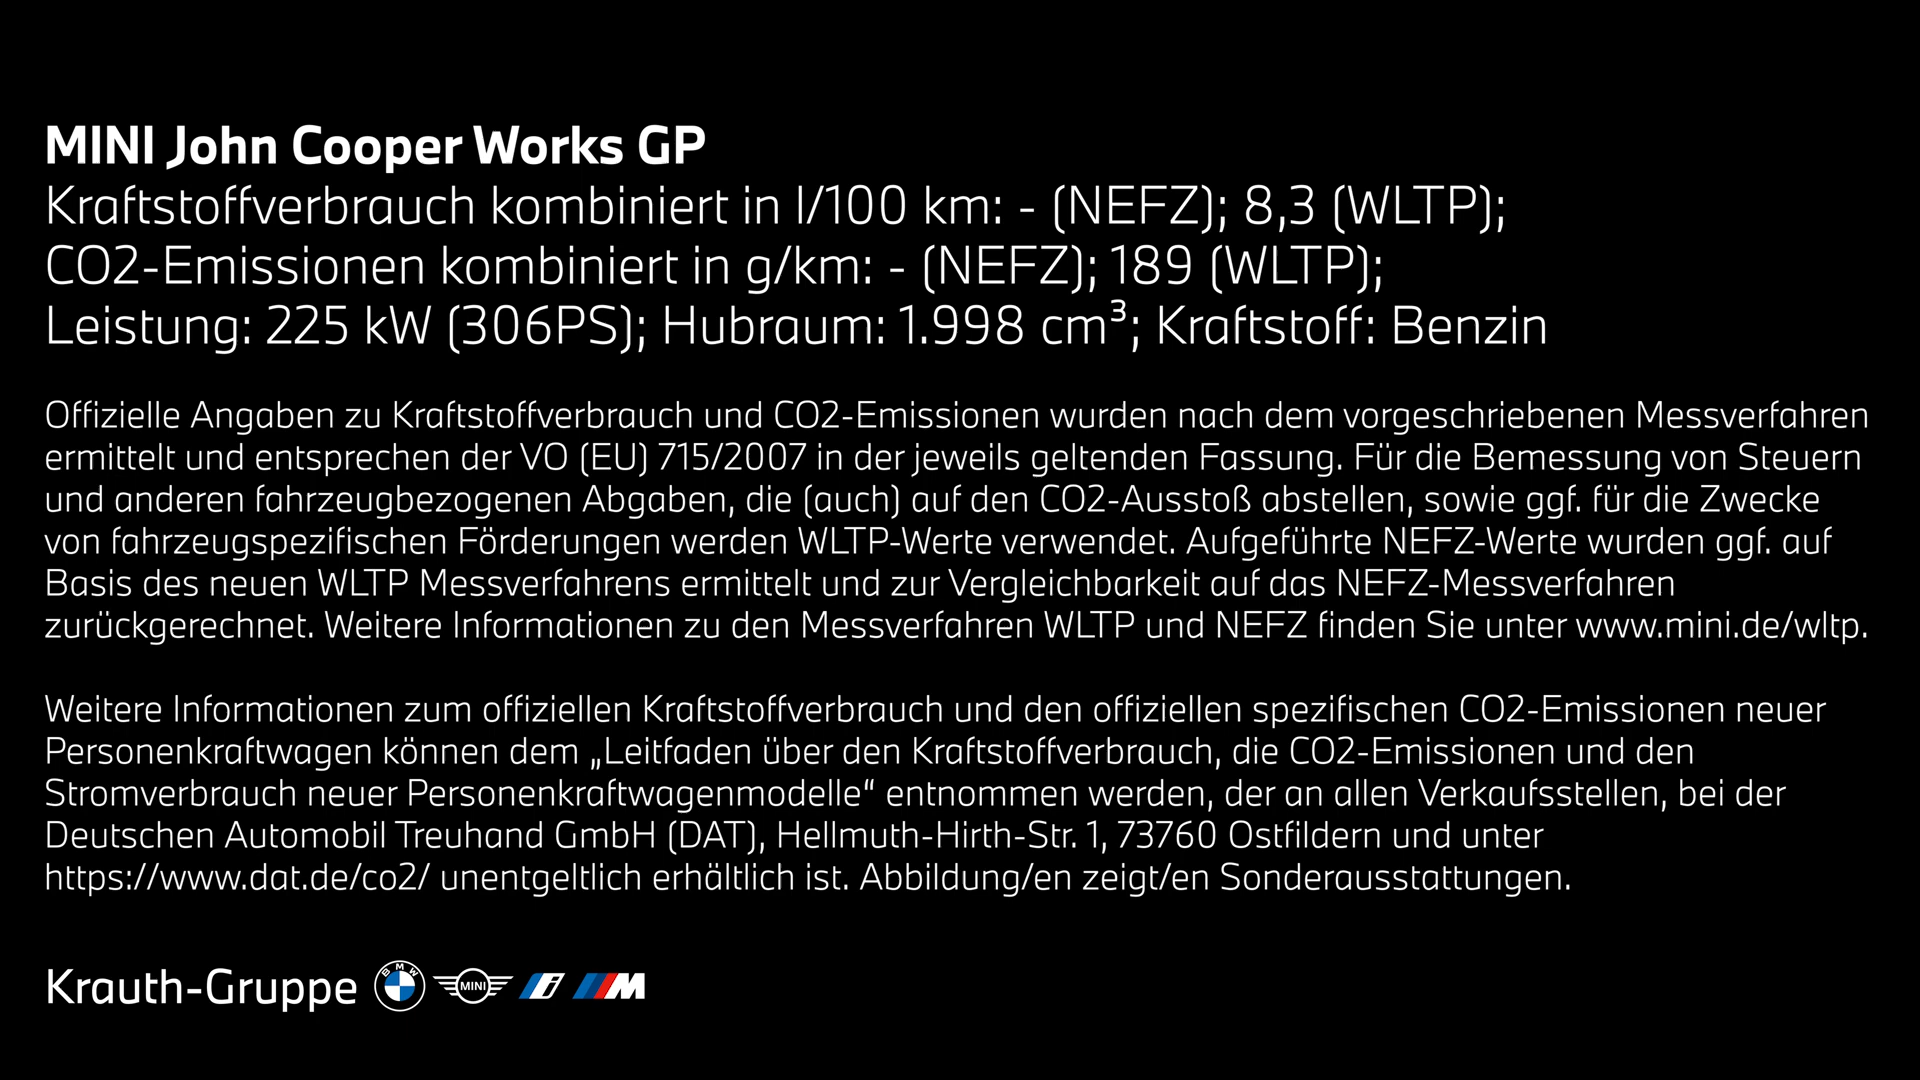 MINI John Cooper Works GP
Kraftstoffverbrauch kombiniert in l/100 km: - (NEFZ); 8,3 (WLTP);
CO2-Emissionen kombiniert in g/km: - (NEFZ); 189 (WLTP);
Leistung: 225 kW (306PS); Hubraum: 1.998 cm³; Kraftstoff: Benzin
Offizielle Angaben zu Kraftstoffverbrauch und CO2-Emissionen wurden nach dem vorgeschriebenen Messverfahren
ermittelt und entsprechen der VO (EU) 715/2007 in der jeweils geltenden Fassung. Für die Bemessung von Steuern
und anderen fahrzeugbezogenen Abgaben, die (auch) auf den CO2-Ausstoß abstellen, sowie ggf. für die Zwecke
von fahrzeugspezifischen Förderungen werden WLTP-Werte verwendet. Aufgeführte NEFZ-Werte wurden ggf. auf
Basis des neuen WLTP Messverfahrens ermittelt und zur Vergleichbarkeit auf das NEFZ-Messverfahren
zurückgerechnet. Weitere Informationen zu den Messverfahren WLTP und NEFZ finden Sie unter www.mini.de/wltp.
Weitere Informationen zum offiziellen Kraftstoffverbrauch und den offiziellen spezifischen CO2-Emissionen neuer
Personenkraftwagen können dem „Leitfaden über den Kraftstoffverbrauch, die CO2-Emissionen und den
Stromverbrauch neuer Personenkraftwagenmodelle“ entnommen werden, der an allen Verkaufsstellen, bei der
Deutschen Automobil Treuhand GmbH (DAT), Hellmuth-Hirth-Str. 1, 73760 Ostfildern und unter
https://www.dat.de/co2/ unentgeltlich erhältlich ist. Abbildung/en zeigt/en Sonderausstattungen.
Krauth-Gruppe BMW MINI i M